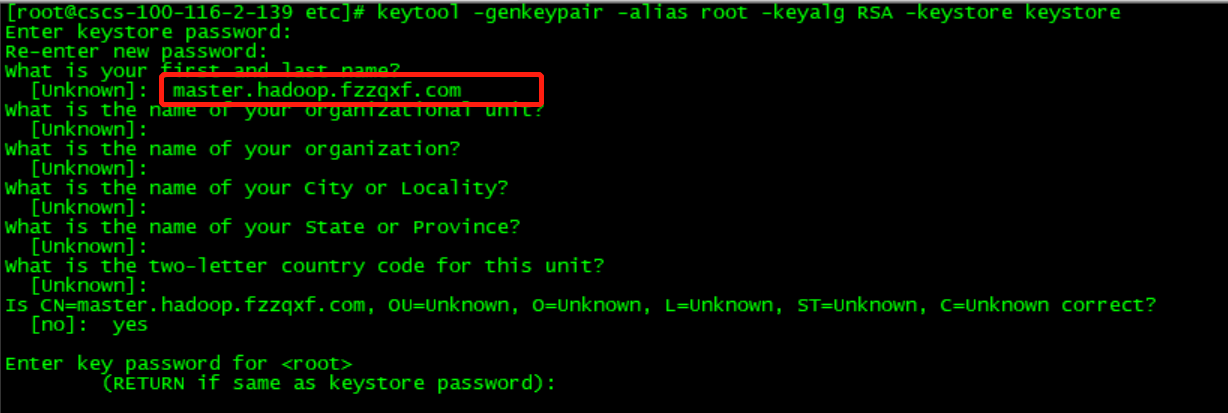 [root@cscs-100-116-2-139 etc]# keytool -genkeypair -alias root -keyalg RSA -keystore keystore
Enter keystore password:
Re-enter new password:
What is your first and last name?
[Unknown]: master.hadoop.fzzqxf.com
What is the name of your organizational unit?
[Unknown]:
What is the name of your organization?
[Unknown]:
What is the name of your City or Locality?
[Unknown]:
What is the name of your State or Province?
[Unknown]:
What is the two-letter country code for this unit?
[Unknown]:
Is CN=master.hadoop.fzzqxf.com, OU=Unknown, O=Unknown, L=Unknown, ST=Unknown, C=Unknown correct?
[no]: yes
Enter key password for <root>
(RETURN if same as keystore password):